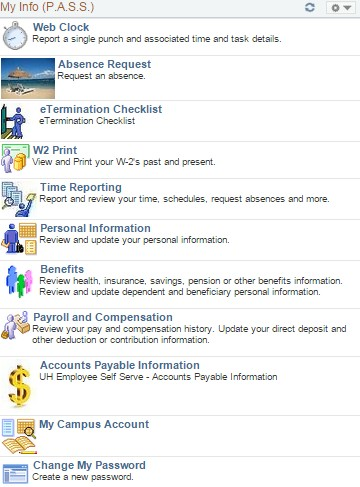 My Info (P.A.S.S.)
Web Clock
Report a single punch and associated time and task details.
Absence Request
Request an absence.
eTermination Checklist
eTermination Checklist
W2 Print
View and Print your W-2's past and present.
Time Reporting
Report and review your time, schedules, request absences and more.
Personal Information
Review and update your personal information.
Benefits
Review health, insurance, savings, pension or other benefits information.
Review and update dependent and beneficiary personal information.
Payroll and Compensation
Review your pay and compensation history. Update your direct deposit and
other deduction or contribution information.
Accounts Payable Information
UH Employee Self Serve - Accounts Payable Information
My Campus Account
Change My Password
Create a new password.